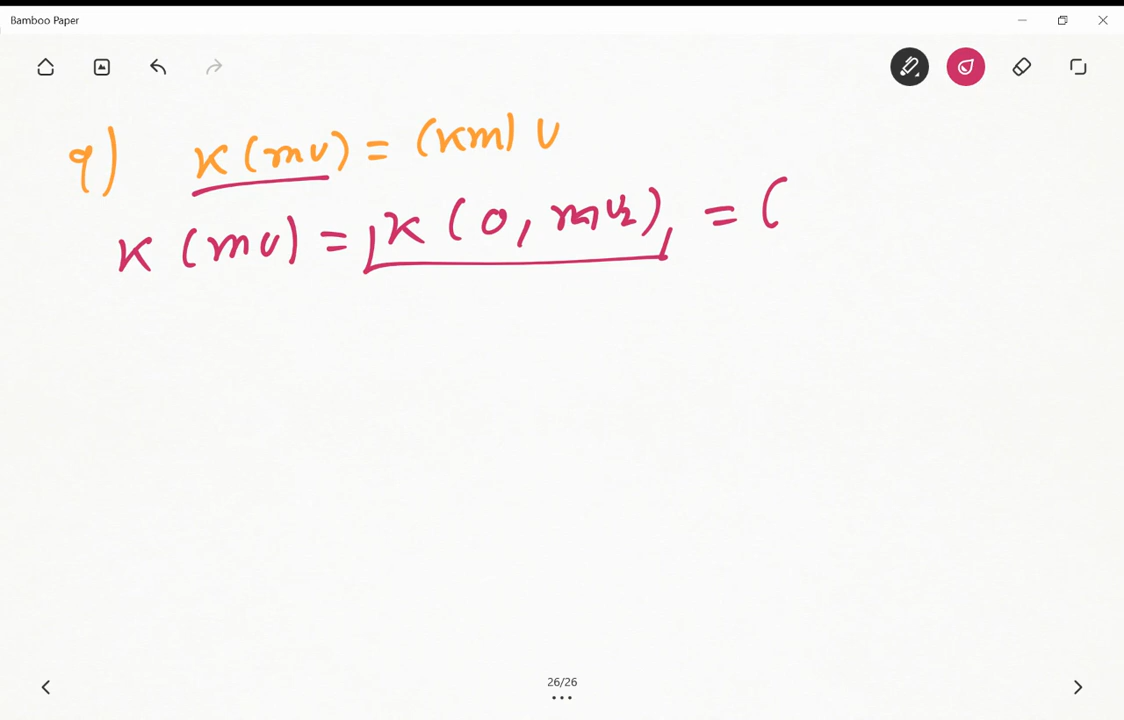 Bamboo Paper
9) K(mv) = (Km) v
K(mv) = K(0, mv₂) = (
26/26